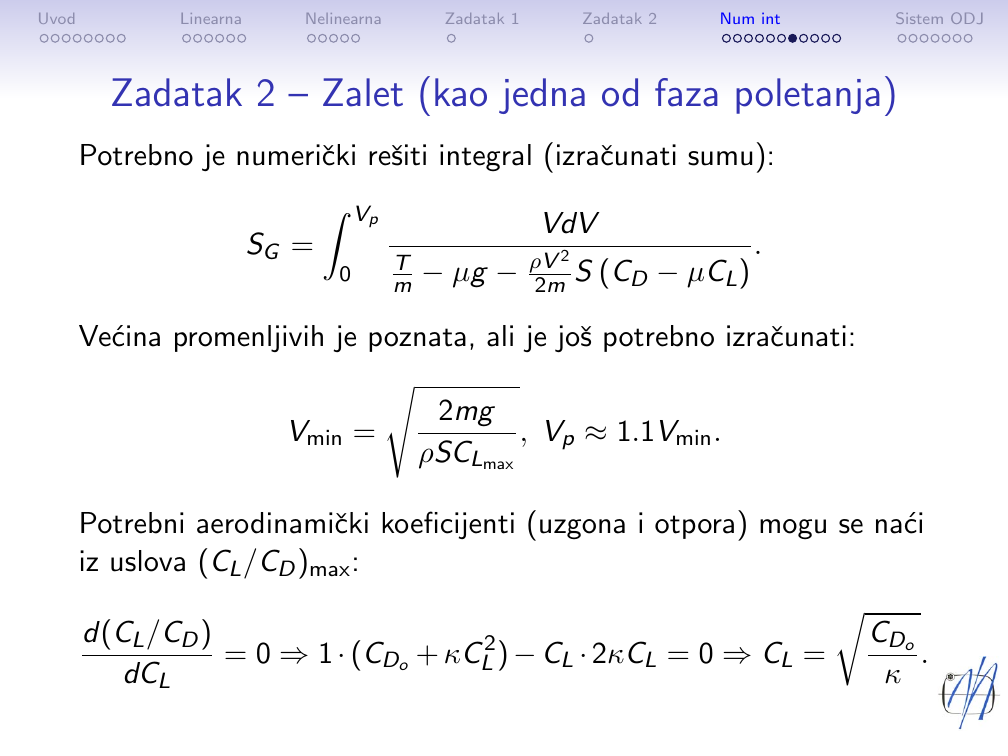 Uvod Linearna Nelinearna Zadatak 1 Zadatak 2 Num int Sistem ODJ
Zadatak 2 – Zalet (kao jedna od faza poletanja)
Potrebno je numerički rešiti integral (izračunati sumu):
$S_G = \int_0^{V_p} \frac{VdV}{\frac{T}{m} - \mu g - \frac{\rho V^2}{2m} S (C_D - \mu C_L)}.$
Većina promenljivih je poznata, ali je još potrebno izračunati:
$V_{\min} = \sqrt{\frac{2mg}{\rho S C_{L_{\max}}}}, \ V_p \approx 1.1 V_{\min}.$
Potrebni aerodinamički koeficijenti (uzgona i otpora) mogu se naći
iz uslova $(C_L/C_D)_{\max}$:
$\frac{d(C_L/C_D)}{dC_L} = 0 \Rightarrow 1 \cdot (C_{D_o} + \kappa C_L^2) - C_L \cdot 2\kappa C_L = 0 \Rightarrow C_L = \sqrt{\frac{C_{D_o}}{\kappa}}.$